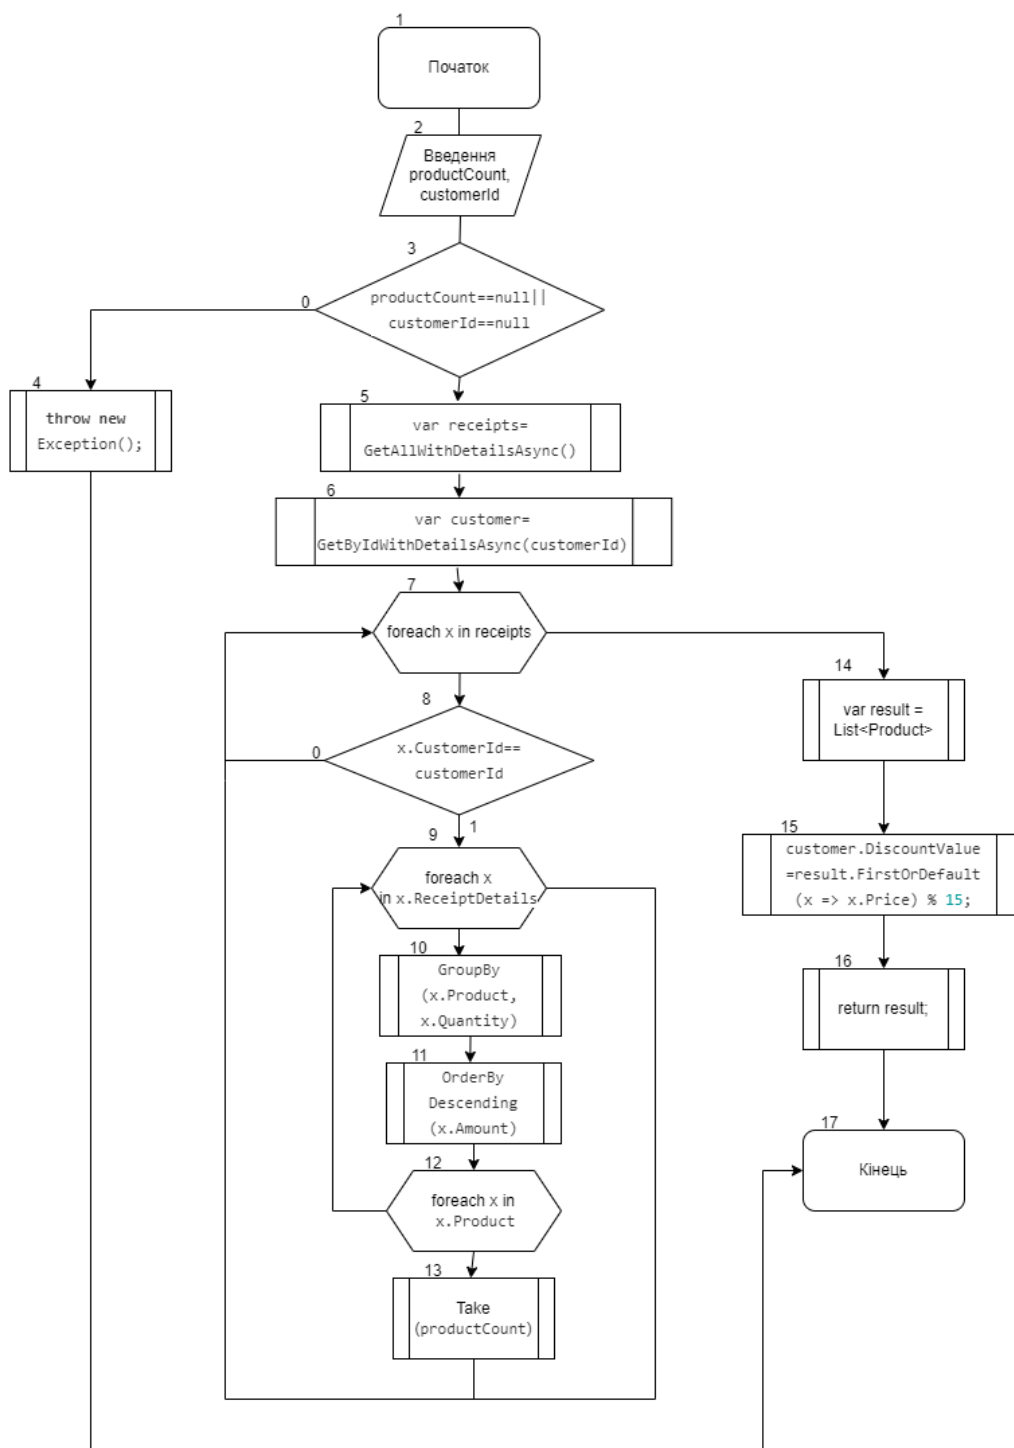 1
Початок
2
Введення
productCount,
customerId
3
productCount==null||
customerId==null
0
4
throw new
Exception();
5
var receipts=
GetAllWithDetailsAsync()
6
var customer=
GetByIdWithDetailsAsync(customerId)
7
foreach x in receipts
8
x.CustomerId==
customerId
0
1
9
foreach x
in x.ReceiptDetails
10
GroupBy
(x.Product,
x.Quantity)
11
OrderBy
Descending
(x.Amount)
12
foreach x in
x.Product
13
Take
(productCount)
14
var result =
List<Product>
15
customer.DiscountValue
=result.FirstOrDefault
(x => x.Price) % 15;
16
return result;
17
Кінець